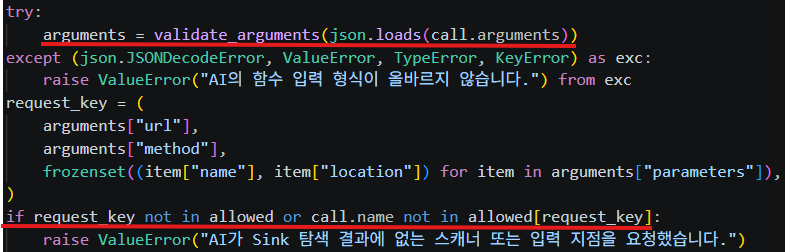 try:
    arguments = validate_arguments(json.loads(call.arguments))
except (json.JSONDecodeError, ValueError, TypeError, KeyError) as exc:
    raise ValueError("AI의 함수 입력 형식이 올바르지 않습니다.") from exc
request_key = (
    arguments["url"],
    arguments["method"],
    frozenset((item["name"], item["location"]) for item in arguments["parameters"]),
)
if request_key not in allowed or call.name not in allowed[request_key]:
    raise ValueError("AI가 Sink 탐색 결과에 없는 스캐너 또는 입력 지점을 요청했습니다.")